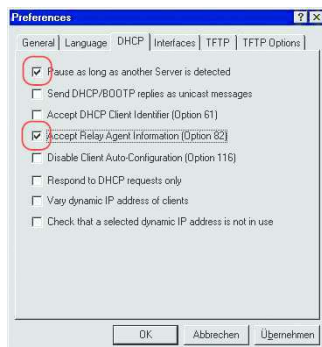 Preferences
General Language DHCP Interfaces TFTP TFTP Options
Pause as long as another Server is detected
Send DHCP/BOOTP replies as unicast messages
Accept DHCP Client Identifier (Option 61)
Accept Relay Agent Information (Option 82)
Disable Client Auto-Configuration (Option 116)
Respond to DHCP requests only
Vary dynamic IP address of clients
Check that a selected dynamic IP address is not in use
OK Abbrechen Übernehmen